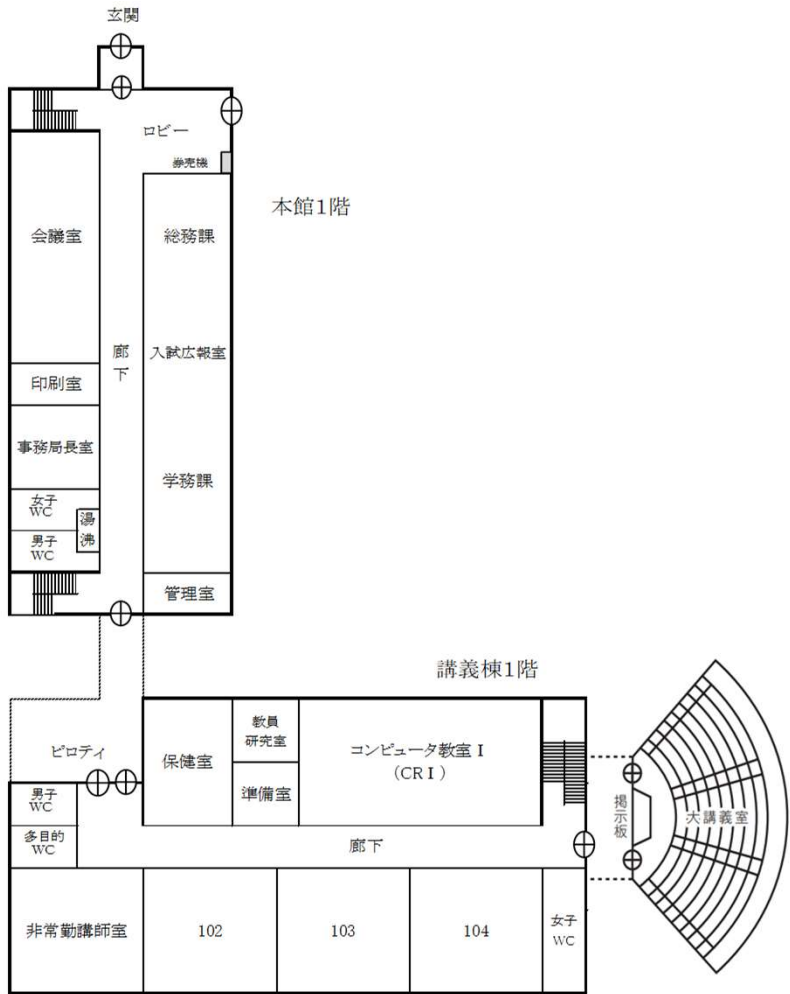 玄関
ロビー
券売機
本館1階
会議室
総務課
廊
下
入試広報室
印刷室
事務局長室
学務課
女子
WC
湯
沸
男子
WC
管理室
講義棟1階
ピロティ
保健室
教員
研究室
準備室
コンピュータ教室Ⅰ
(CRⅠ)
男子
WC
多目的
WC
廊下
掲示板
大講義室
非常勤講師室
102
103
104
女子
WC